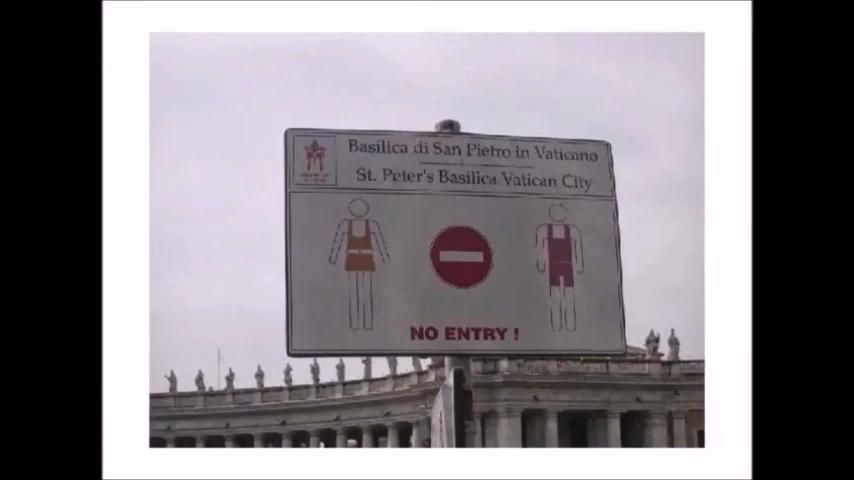 Basilica di San Pietro in Vaticano
St. Peter's Basilica Vatican City
NO ENTRY !